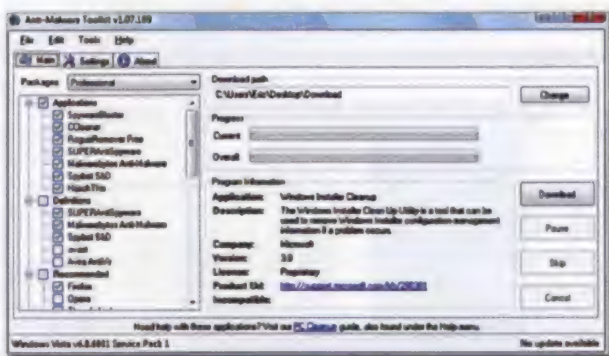 Anti-Malware Toolkit v1.07.189
File Edit Tools Help
Main Settings About
Packages: Professional
Applications
SpywareBlaster
CCleaner
RogueRemover Free
SUPERAntiSpyware
Malwarebytes Anti-Malware
Spybot S&D
HijackThis
Definitions
SUPERAntiSpyware
Malwarebytes Anti-Malware
Spybot S&D
avast
Avira AntiVir
Recommended
Firefox
Opera
Download path
C:\Users\Eric\Desktop\Download
Change
Progress
Current
Overall
Program Information
Application: Windows Installer Cleanup
Description: The Windows Installer Clean Up Utility is a tool that can be
used to remove Windows Installer configuration management
information if a problem occurs.
Company: Microsoft
Version: 3.0
License: Proprietary
Product Url:
Incompatible:
Download
Pause
Skip
Cancel
Need help with these applications? Visit our PC Cleanup guide, also found under the Help menu.
Windows Vista v6.0.6001 Service Pack 1
No update available